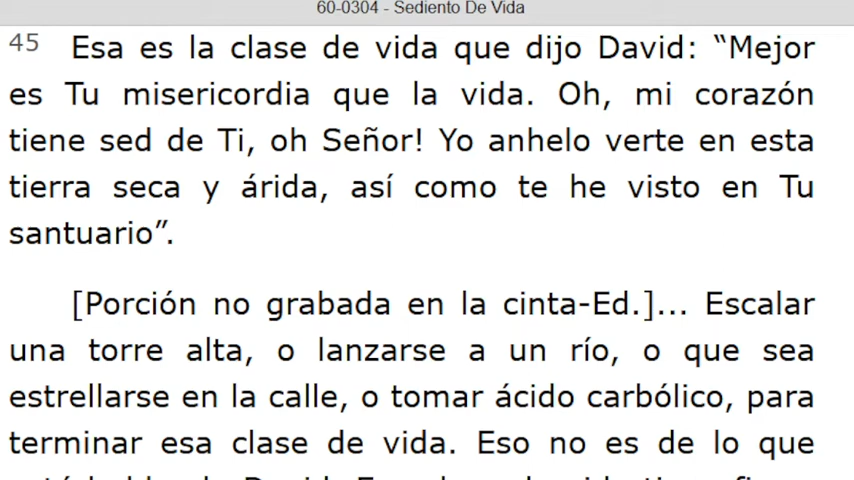 60-0304 - Sediento De Vida
45 Esa es la clase de vida que dijo David: “Mejor
es Tu misericordia que la vida. Oh, mi corazón
tiene sed de Ti, oh Señor! Yo anhelo verte en esta
tierra seca y árida, así como te he visto en Tu
santuario”.
[Porción no grabada en la cinta-Ed.]... Escalar
una torre alta, o lanzarse a un río, o que sea
estrellarse en la calle, o tomar ácido carbólico, para
terminar esa clase de vida. Eso no es de lo que